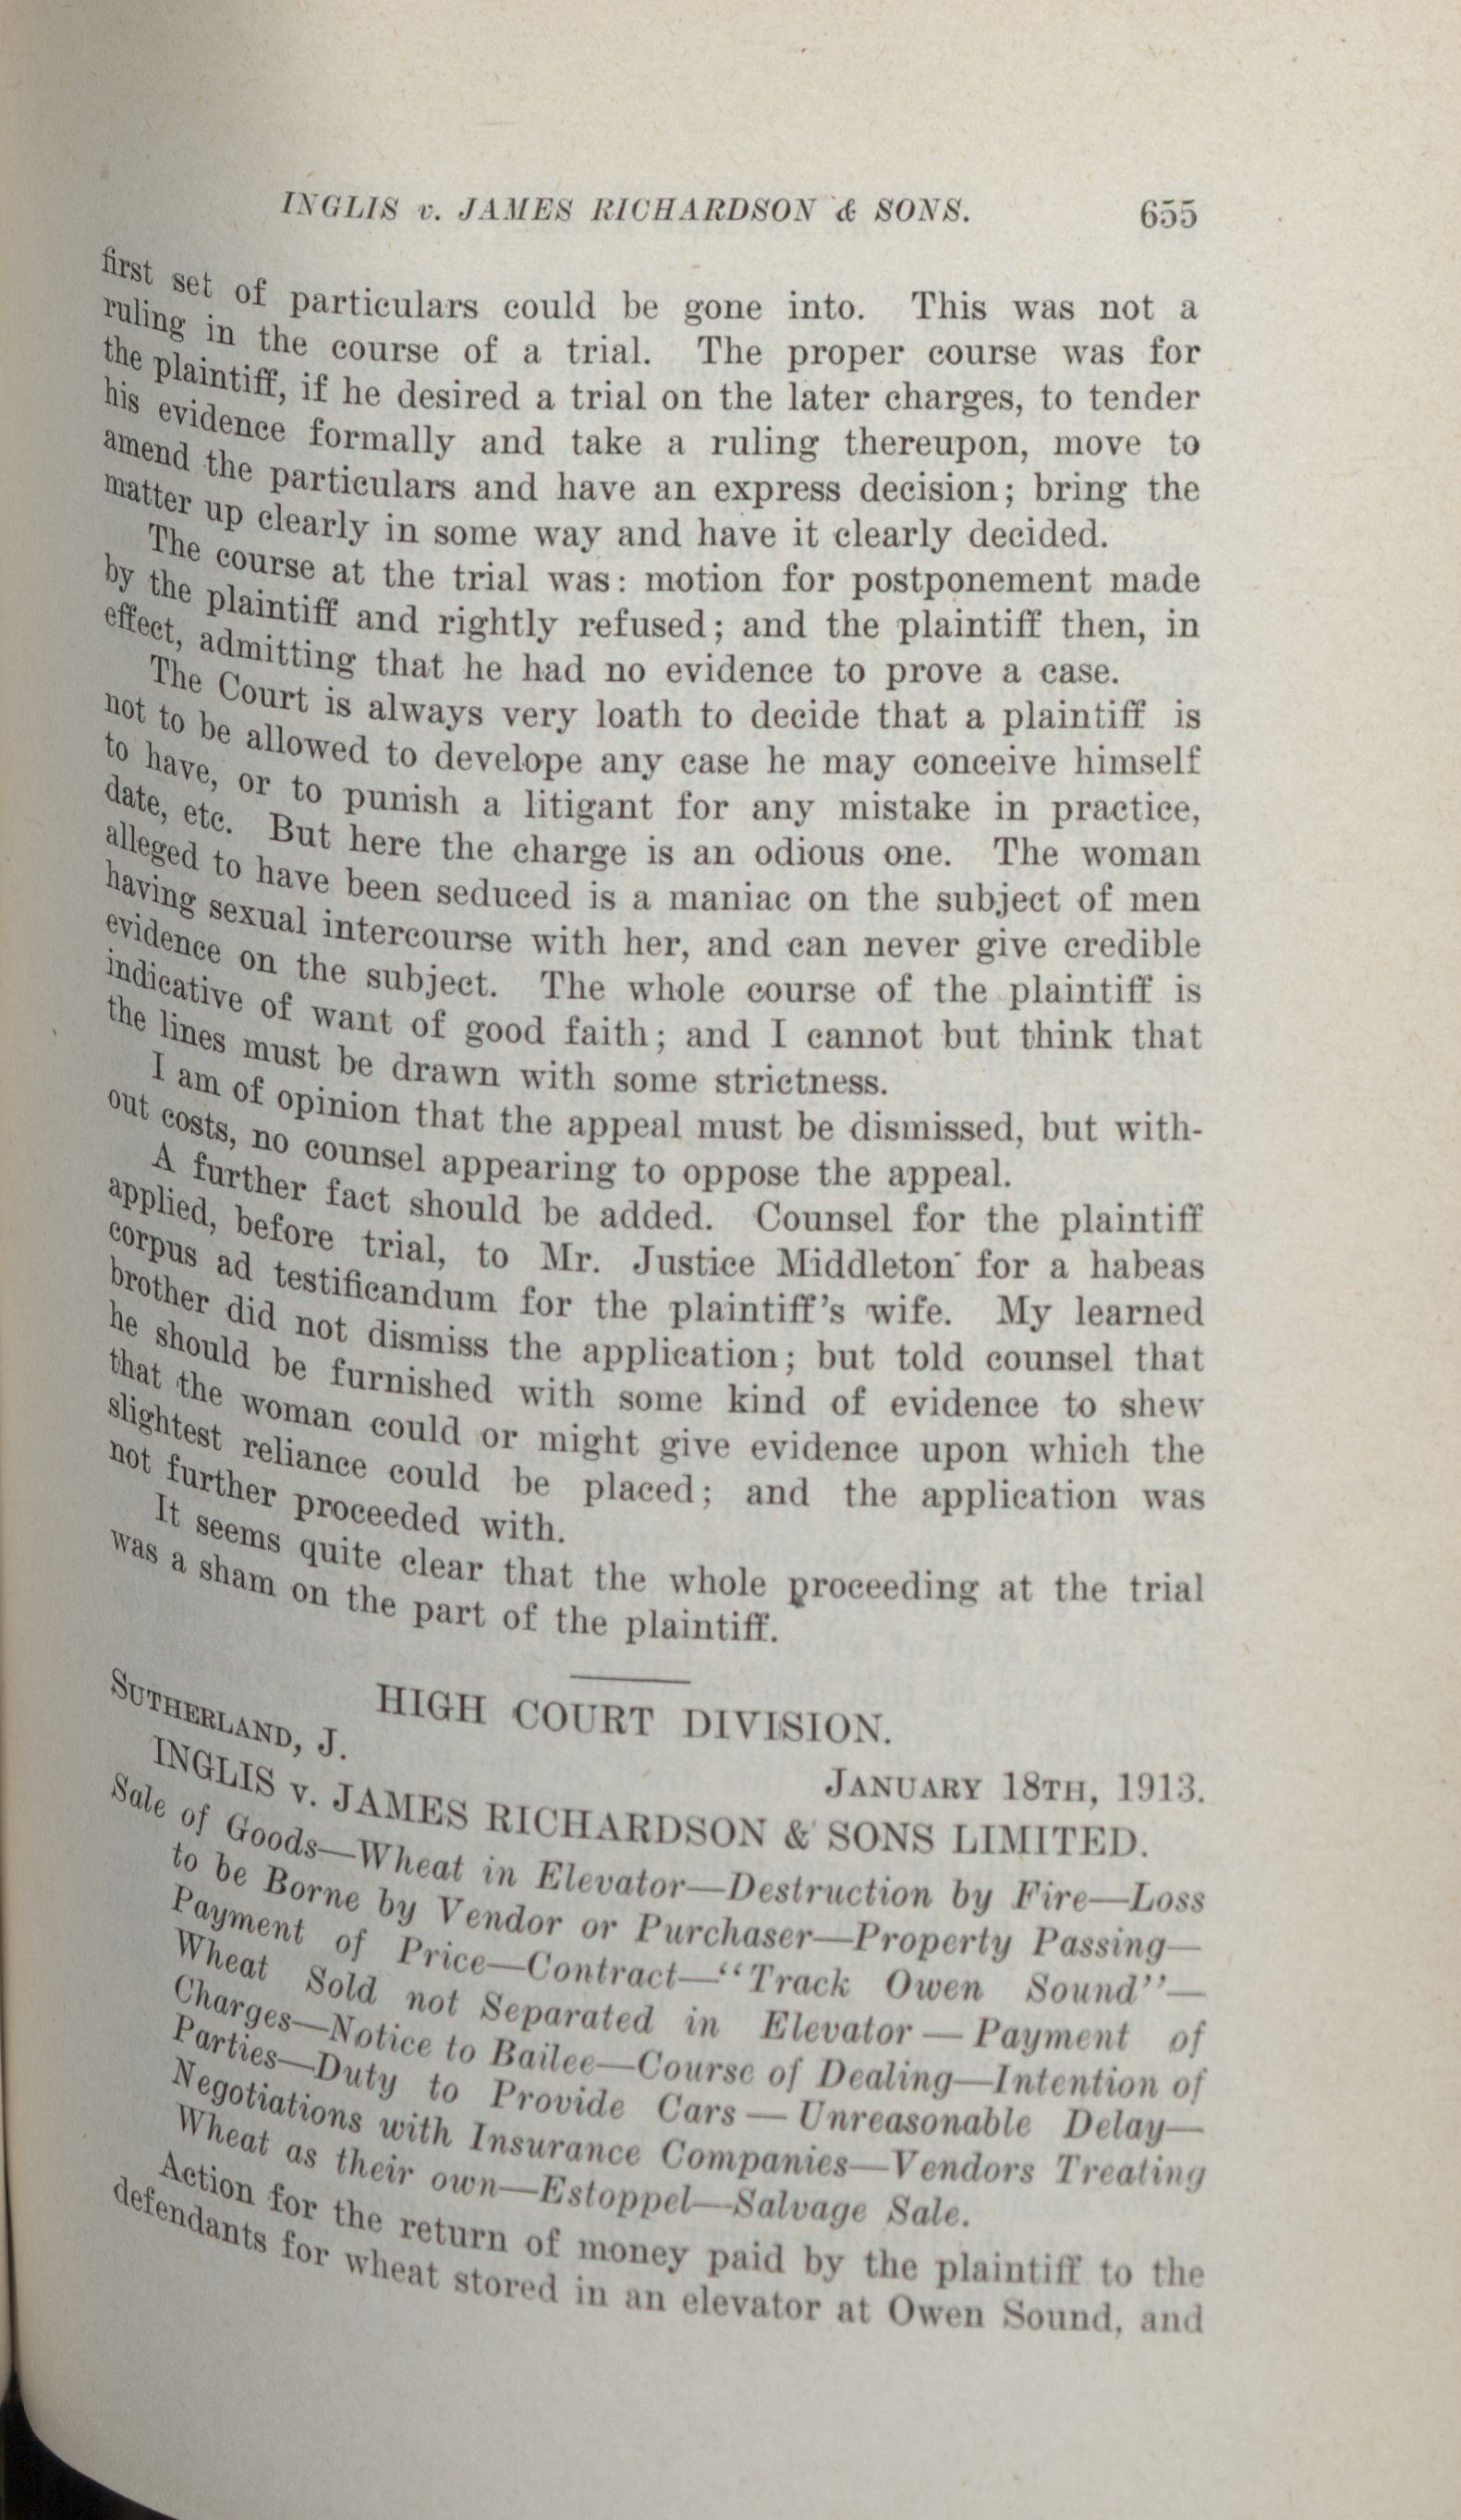 INGLIS v. JAMES RICHARDSON & SONS. 655
first set of particulars could be gone into. This was not a
ruling in the course of a trial. The proper course was for
the plaintiff, if he desired a trial on the later charges, to tender
his evidence formally and take a ruling thereupon, move to
amend the particulars and have an express decision; bring the
matter up clearly in some way and have it clearly decided.
The course at the trial was: motion for postponement made
by the plaintiff and rightly refused; and the plaintiff then, in
effect, admitting that he had no evidence to prove a case.
The Court is always very loath to decide that a plaintiff is
not to be allowed to develope any case he may conceive himself
to have, or to punish a litigant for any mistake in practice,
date, etc. But here the charge is an odious one. The woman
alleged to have been seduced is a maniac on the subject of men
having sexual intercourse with her, and can never give credible
evidence on the subject. The whole course of the plaintiff is
indicative of want of good faith; and I cannot but think that
the lines must be drawn with some strictness.
I am of opinion that the appeal must be dismissed, but with-
out costs, no counsel appearing to oppose the appeal.
A further fact should be added. Counsel for the plaintiff
applied, before trial, to Mr. Justice Middleton for a habeas
corpus ad testificandum for the plaintiff's wife. My learned
brother did not dismiss the application; but told counsel that
he should be furnished with some kind of evidence to shew
that the woman could or might give evidence upon which the
slightest reliance could be placed; and the application was
not further proceeded with.
It seems quite clear that the whole proceeding at the trial
was a sham on the part of the plaintiff.
HIGH COURT DIVISION.
SUTHERLAND, J. JANUARY 18TH, 1913.
INGLIS v. JAMES RICHARDSON & SONS LIMITED.
Sale of Goods—Wheat in Elevator—Destruction by Fire—Loss
to be Borne by Vendor or Purchaser—Property Passing—
Payment of Price—Contract—"Track Owen Sound"—
Wheat Sold not Separated in Elevator—Payment of
Charges—Notice to Bailee—Course of Dealing—Intention of
Parties—Duty to Provide Cars—Unreasonable Delay—
Negotiations with Insurance Companies—Vendors Treating
Wheat as their own—Estoppel—Salvage Sale.
Action for the return of money paid by the plaintiff to the
defendants for wheat stored in an elevator at Owen Sound, and